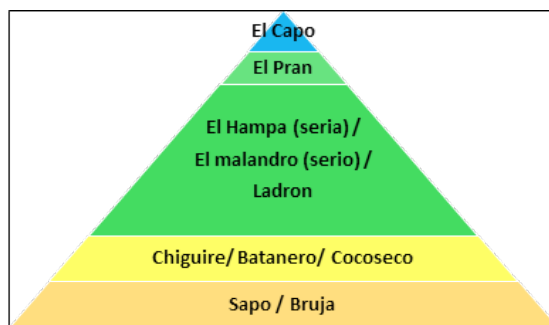 El Capo
El Pran
El Hampa (seria) /
El malandro (serio) /
Ladron
Chiguire/ Batanero/ Cocoseco
Sapo / Bruja